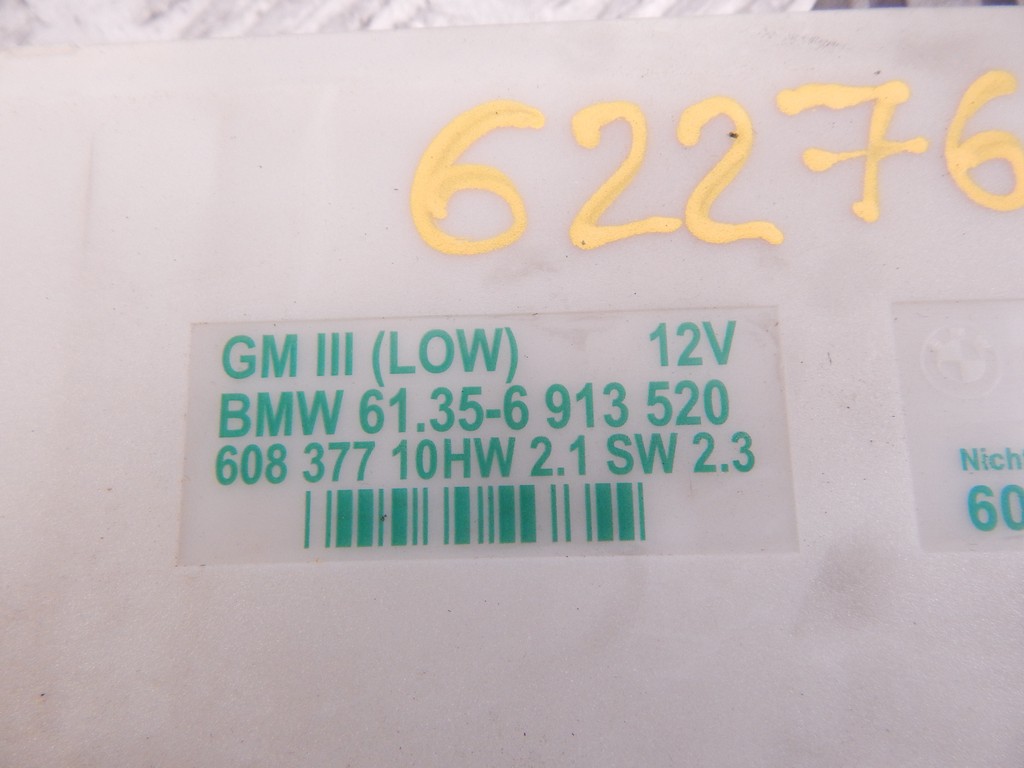 62276
GM III (LOW) 12V
BMW 61.35-6 913 520
608 377 10HW 2.1 SW 2.3
Nich
60